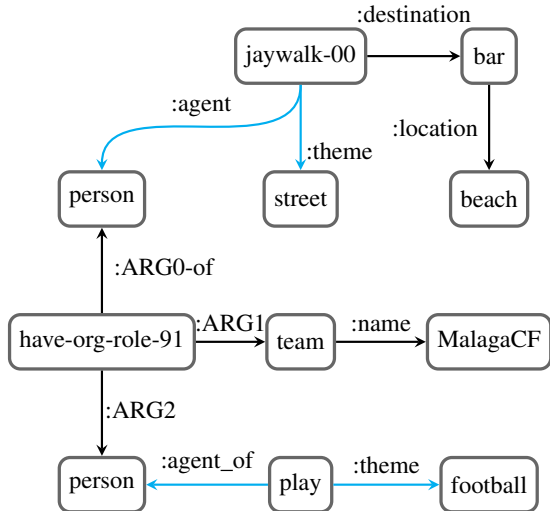 :destination
jaywalk-00
bar
:agent
:location
:theme
person
street
beach
:ARG0-of
:ARG1
:name
have-org-role-91
team
MalagaCF
:ARG2
:agent_of
:theme
person
play
football